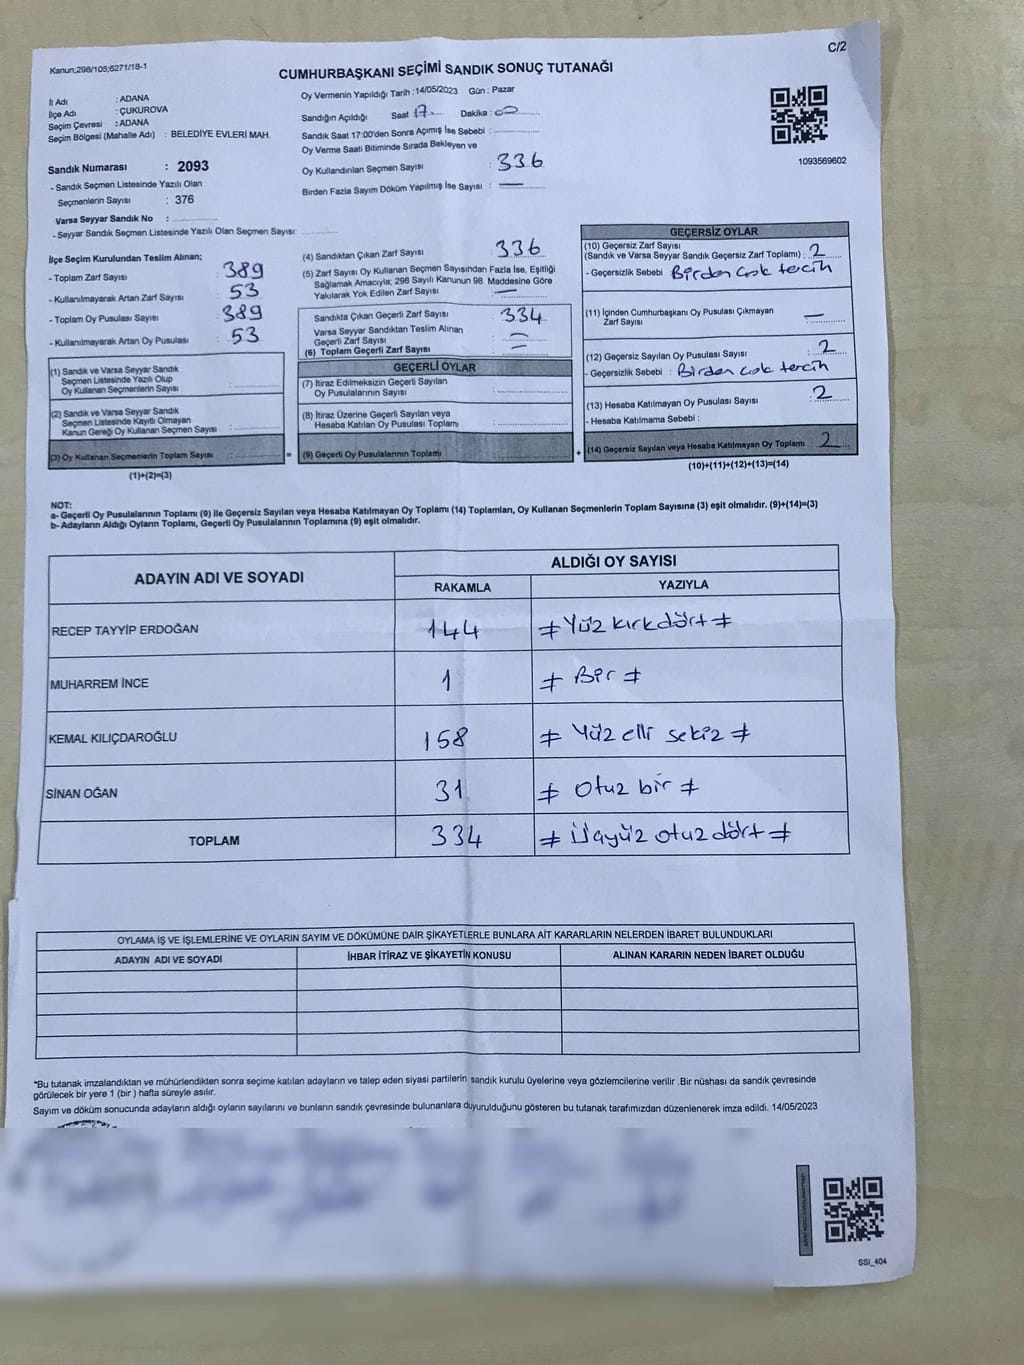 C/2
Kanun;298/105;6271/18-1
CUMHURBAŞKANI SEÇİMİ SANDIK SONUÇ TUTANAĞI
İl Adı : ADANA
İlçe Adı : ÇUKUROVA
Seçim Çevresi : ADANA
Seçim Bölgesi (Mahalle Adı) : BELEDİYE EVLERİ MAH.
Sandık Numarası : 2093
- Sandık Seçmen Listesinde Yazılı Olan
Seçmenlerin Sayısı : 376
Varsa Seyyar Sandık No :
- Seyyar Sandık Seçmen Listesinde Yazılı Olan Seçmen Sayısı:
Oy Vermenin Yapıldığı Tarih : 14/05/2023 Gün : Pazar
Sandığın Açıldığı Saat 17 Dakika : 00
Sandık Saat 17:00'den Sonra Açımış İse Sebebi :
Oy Verme Saati Bitiminde Sırada Bekleyen ve
Oy Kullandırılan Seçmen Sayısı : 336
Birden Fazla Sayım Döküm Yapılmış İse Sayısı : —
1093569602
İlçe Seçim Kurulundan Teslim Alınan;
- Toplam Zarf Sayısı : 389
- Kullanılmayarak Artan Zarf Sayısı : 53
- Toplam Oy Pusulası Sayısı : 389
- Kullanılmayarak Artan Oy Pusulası : 53
(1) Sandık ve Varsa Seyyar Sandık
Seçmen Listesinde Yazılı Olup
Oy Kullanan Seçmenlerin Sayısı :
(2) Sandık ve Varsa Seyyar Sandık
Seçmen Listesinde Kayıtlı Olmayan
Kanun Gereği Oy Kullanan Seçmen Sayısı :
(3) Oy Kullanan Seçmenlerin Toplam Sayısı :
(1)+(2)=(3)
(4) Sandıktan Çıkan Zarf Sayısı : 336
(5) Zarf Sayısı Oy Kullanan Seçmen Sayısından Fazla İse, Eşitliği
Sağlamak Amacıyla; 298 Sayılı Kanunun 98 Maddesine Göre
Yakılarak Yok Edilen Zarf Sayısı : —
Sandıkta Çıkan Geçerli Zarf Sayısı : 334
Varsa Seyyar Sandıktan Teslim Alınan
Geçerli Zarf Sayısı : —
(6) Toplam Geçerli Zarf Sayısı : —
GEÇERLİ OYLAR
(7) İtiraz Edilmeksizin Geçerli Sayılan
Oy Pusulalarının Sayısı :
(8) İtiraz Üzerine Geçerli Sayılan veya
Hesaba Katılan Oy Pusulası Toplamı :
= (9) Geçerli Oy Pusulalarının Toplamı :
GEÇERSİZ OYLAR
(10) Geçersiz Zarf Sayısı
(Sandık ve Varsa Seyyar Sandık Geçersiz Zarf Toplamı) : 2
- Geçersizlik Sebebi : Birden çok tercih
(11) İçinden Cumhurbaşkanı Oy Pusulası Çıkmayan
Zarf Sayısı : —
(12) Geçersiz Sayılan Oy Pusulası Sayısı : 2
- Geçersizlik Sebebi : Birden çok tercih
(13) Hesaba Katılmayan Oy Pusulası Sayısı : 2
- Hesaba Katılmama Sebebi :
+ (14) Geçersiz Sayılan veya Hesaba Katılmayan Oy Toplamı : 2
(10)+(11)+(12)+(13)=(14)
NOT:
a- Geçerli Oy Pusulalarının Toplamı (9) ile Geçersiz Sayılan veya Hesaba Katılmayan Oy Toplamı (14) Toplamları, Oy Kullanan Seçmenlerin Toplam Sayısına (3) eşit olmalıdır. (9)+(14)=(3)
b- Adayların Aldığı Oyların Toplamı, Geçerli Oy Pusulalarının Toplamına (9) eşit olmalıdır.
ADAYIN ADI VE SOYADI ALDIĞI OY SAYISI
RAKAMLA YAZIYLA
RECEP TAYYİP ERDOĞAN 144 # Yüz kırk dört #
MUHARREM İNCE 1 # Bir #
KEMAL KILIÇDAROĞLU 158 # Yüz elli sekiz #
SİNAN OĞAN 31 # Otuz bir #
TOPLAM 334 # Üçyüz otuz dört #
OYLAMA İŞ VE İŞLEMLERİNE VE OYLARIN SAYIM VE DÖKÜMÜNE DAİR ŞİKAYETLERLE BUNLARA AİT KARARLARIN NELERDEN İBARET BULUNDUKLARI
ADAYIN ADI VE SOYADI İHBAR İTİRAZ VE ŞİKAYETİN KONUSU ALINAN KARARIN NEDEN İBARET OLDUĞU
*Bu tutanak imzalandıktan ve mühürlendikten sonra seçime katılan adayların ve talep eden siyasi partilerin sandık kurulu üyelerine veya gözlemcilerine verilir .Bir nüshası da sandık çevresinde
görülecek bir yere 1 (bir ) hafta süreyle asılır.
Sayım ve döküm sonucunda adayların aldığı oyların sayılarını ve bunların sandık çevresinde bulunanlara duyurulduğunu gösteren bu tutanak tarafımızdan düzenlenerek imza edildi. 14/05/2023
SSI_404